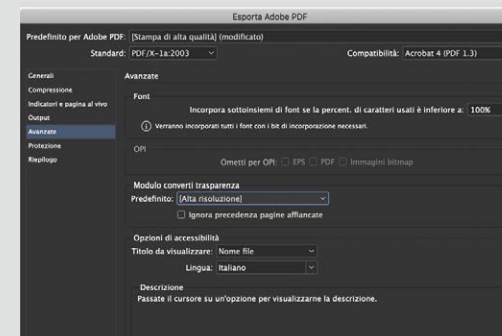 Esporta Adobe PDF
Predefinito per Adobe PDF: [Stampa di alta qualità] (modificato)
Standard: PDF/X-1a:2003 Compatibilità: Acrobat 4 (PDF 1.3)
Generali
Compressione
Indicatori e pagina al vivo
Output
Avanzate
Protezione
Riepilogo
Avanzate
Font
Incorpora sottoinsiemi di font se la percent. di caratteri usati è inferiore a: 100%
Verranno incorporati tutti i font con i bit di incorporazione necessari.
OPI
Ometti per OPI: EPS PDF Immagini bitmap
Modulo converti trasparenza
Predefinito: [Alta risoluzione]
Ignora precedenza pagine affiancate
Opzioni di accessibilità
Titolo da visualizzare: Nome file
Lingua: Italiano
Descrizione
Passate il cursore su un'opzione per visualizzarne la descrizione.